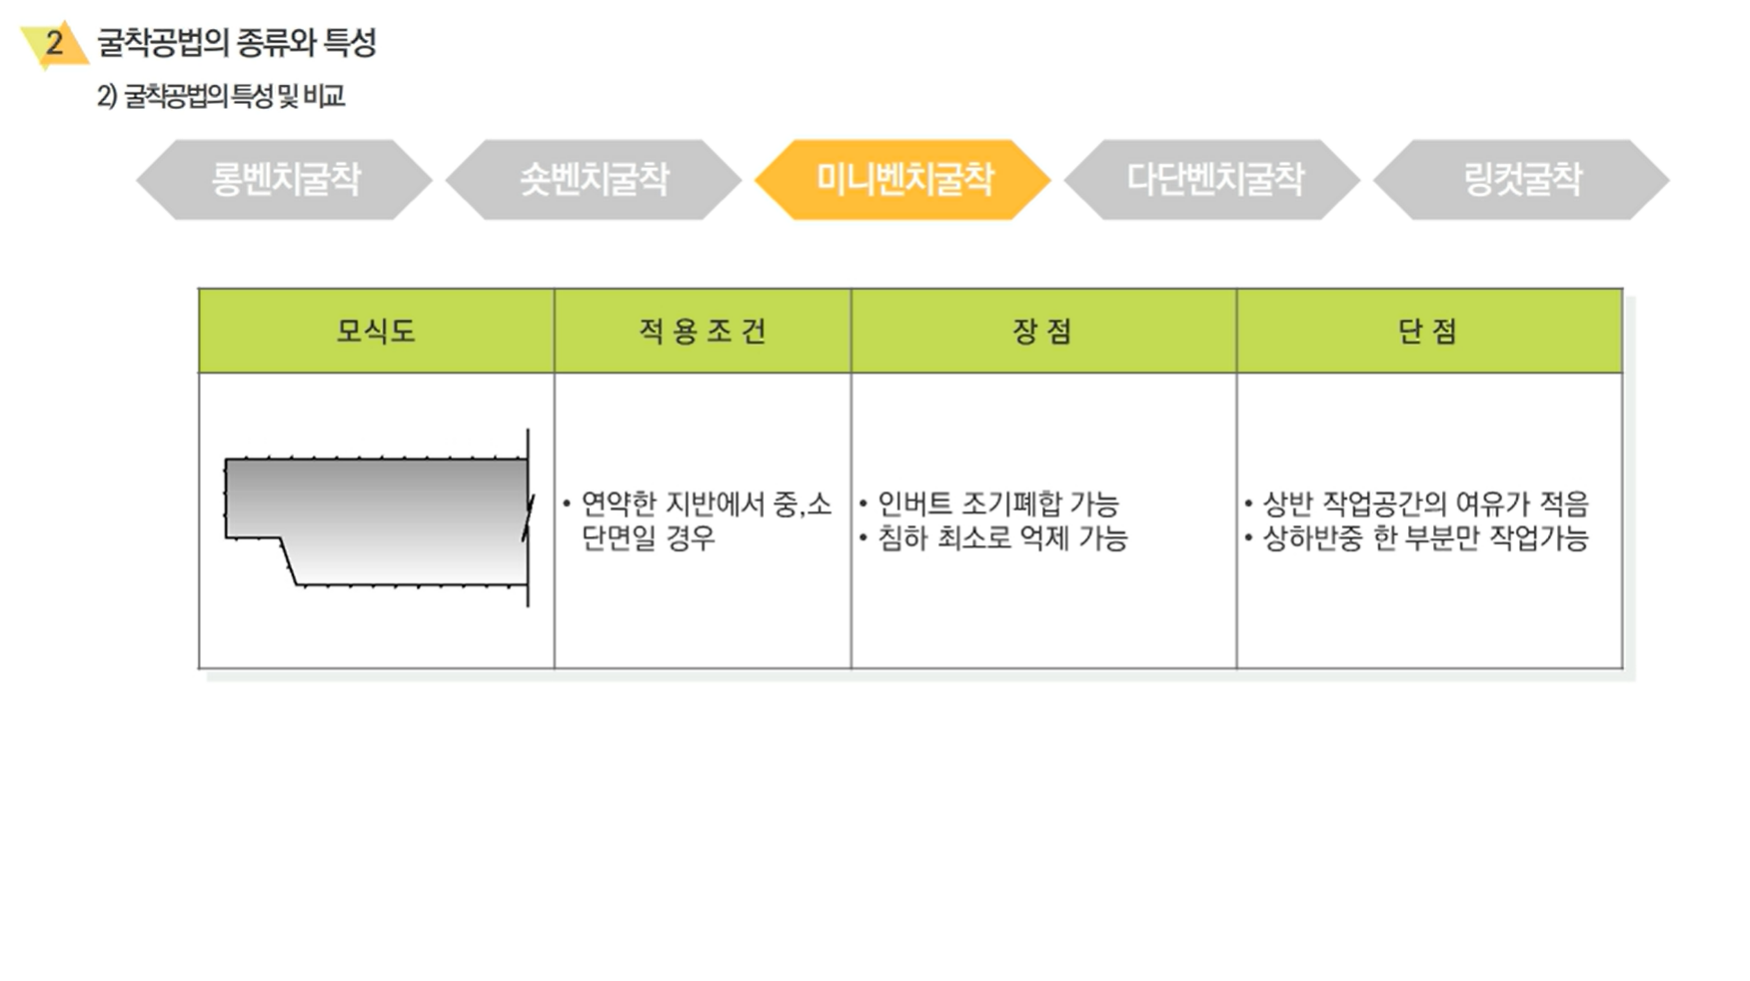 2 굴착공법의 종류와 특성
2) 굴착공법의 특성 및 비교
롱벤치굴착 숏벤치굴착 미니벤치굴착 다단벤치굴착 링컷굴착
모식도 적 용 조 건 장 점 단 점
• 연약한 지반에서 중,소
단면일 경우
• 인버트 조기폐합 가능
• 침하 최소로 억제 가능
• 상반 작업공간의 여유가 적음
• 상하반중 한 부분만 작업가능